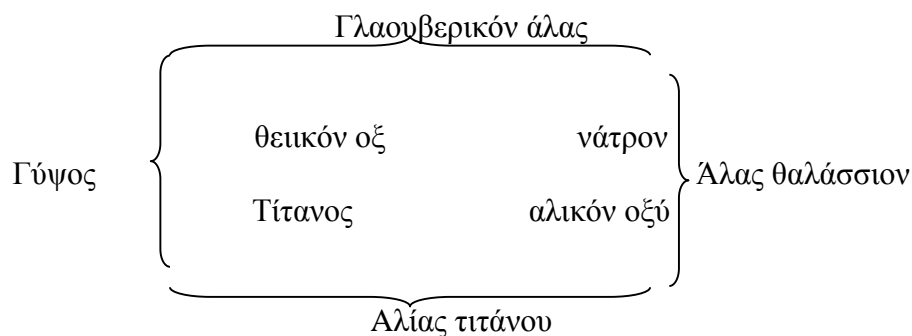 Γλαουβερικόν άλας
θειικόν οξ νάτρον
Γύψος Άλας θαλάσσιον
Τίτανος αλικόν οξύ
Αλίας τιτάνου